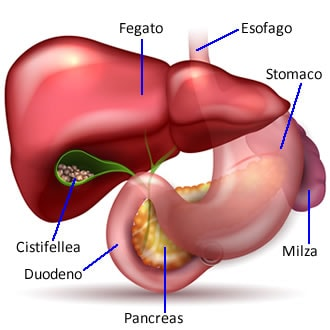 Fegato
Esofago
Stomaco
Cistifellea
Milza
Duodeno
Pancreas